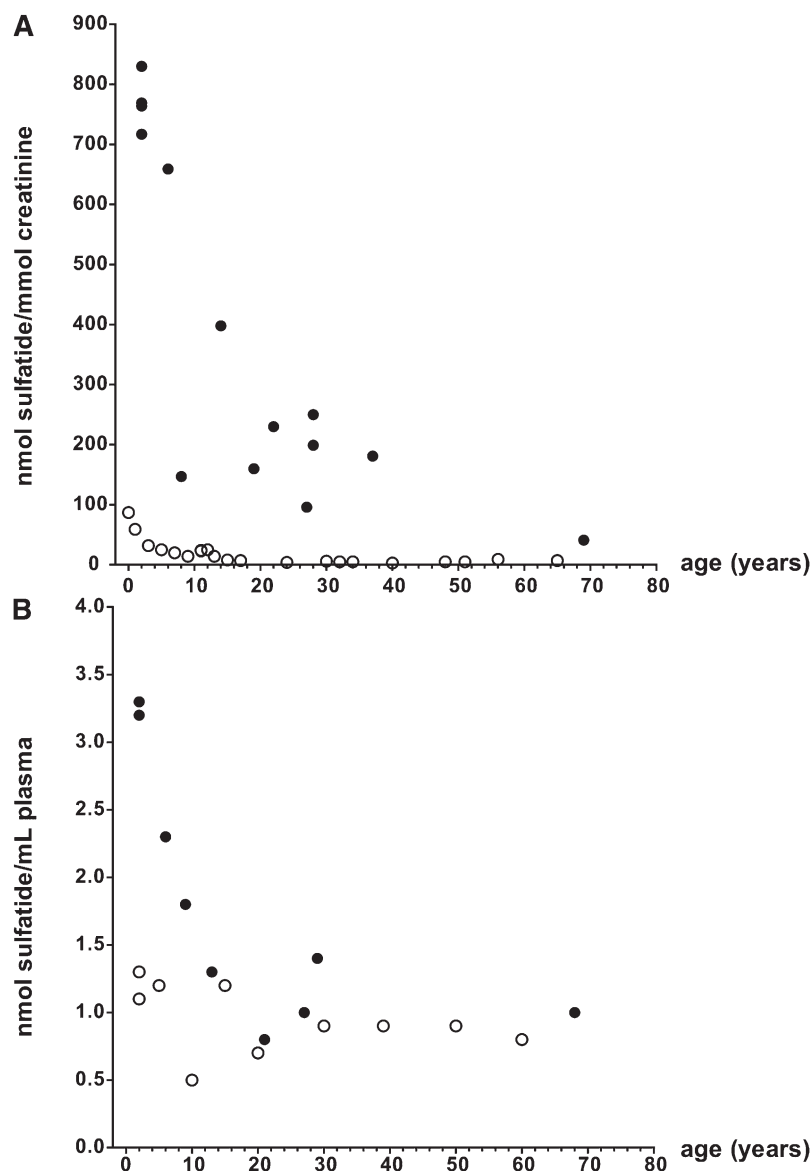 A
nmol sulfatide/mmol creatinine
900
800
700
600
500
400
300
200
100
0
0 10 20 30 40 50 60 70 80
age (years)
B
nmol sulfatide/mL plasma
4.0
3.5
3.0
2.5
2.0
1.5
1.0
0.5
0.0
0 10 20 30 40 50 60 70 80
age (years)